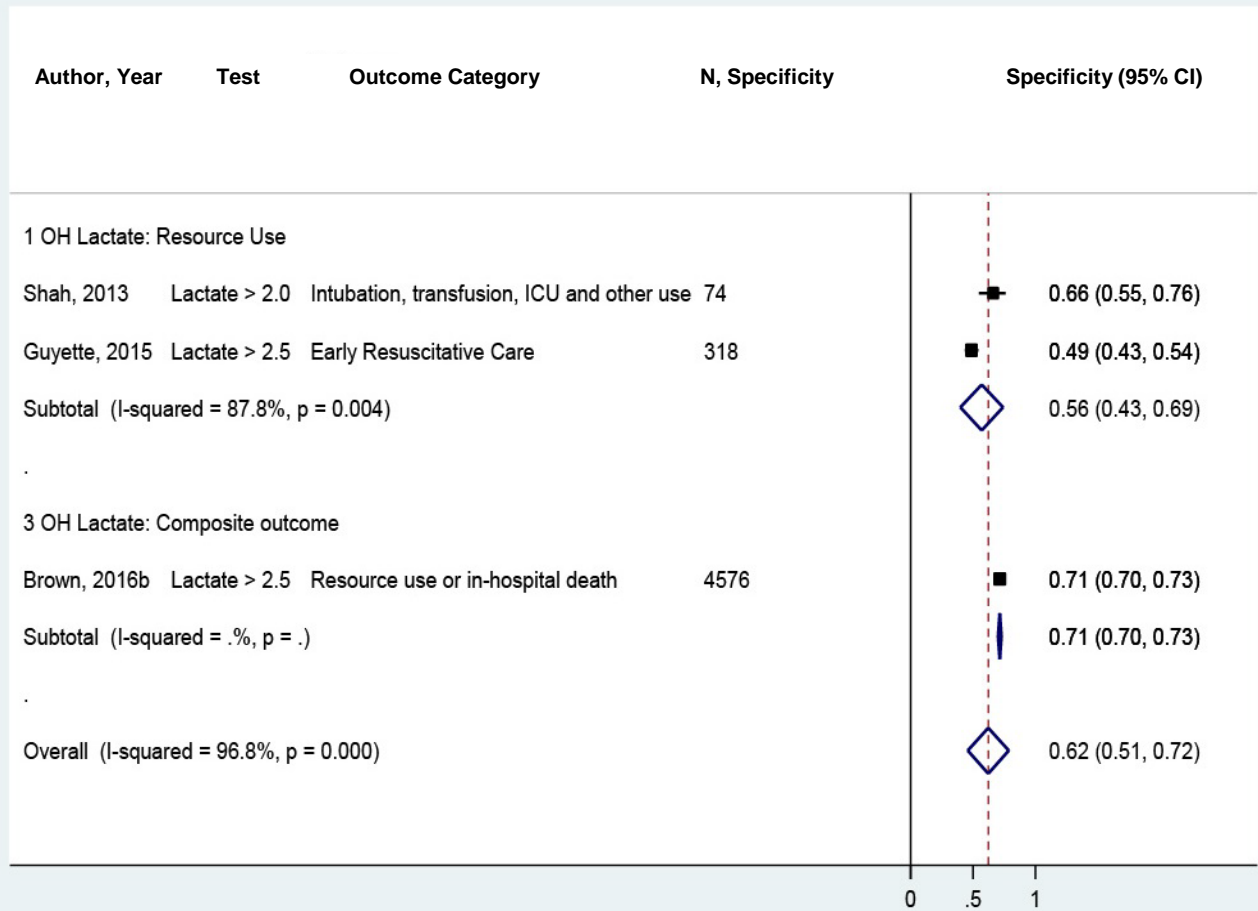 Author, Year Test Outcome Category N, Specificity Specificity (95% CI)
1 OH Lactate: Resource Use
Shah, 2013 Lactate > 2.0 Intubation, transfusion, ICU and other use 74 0.66 (0.55, 0.76)
Guyette, 2015 Lactate > 2.5 Early Resuscitative Care 318 0.49 (0.43, 0.54)
Subtotal (I-squared = 87.8%, p = 0.004) 0.56 (0.43, 0.69)
.
3 OH Lactate: Composite outcome
Brown, 2016b Lactate > 2.5 Resource use or in-hospital death 4576 0.71 (0.70, 0.73)
Subtotal (I-squared = .%, p = .) 0.71 (0.70, 0.73)
.
Overall (I-squared = 96.8%, p = 0.000) 0.62 (0.51, 0.72)
0 .5 1